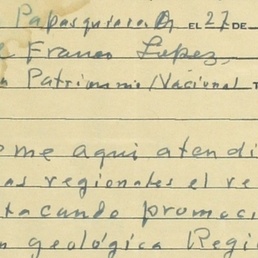 Papasquiaro EL 27 DE
Franco Lopez,
Patrimonio Nacional
me aqui atendi
as regionales el re
tacando promoci
n geológica Regi